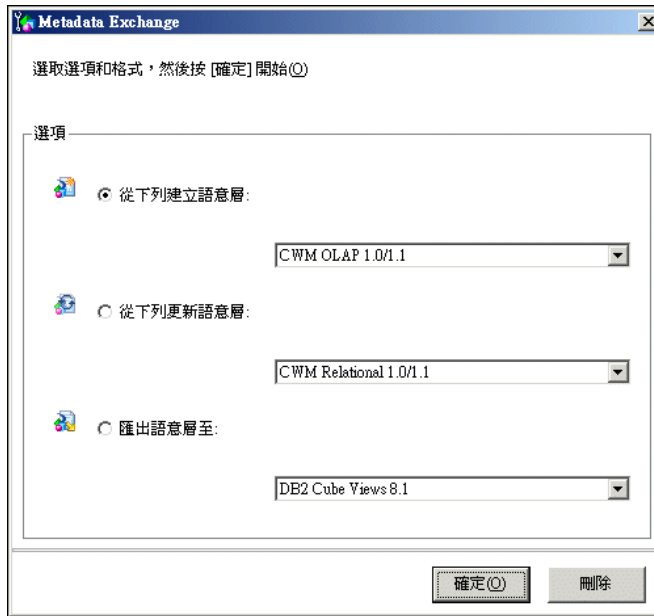 Metadata Exchange
選取選項和格式，然後按 [確定] 開始(O)
選項
從下列建立語意層:
CWM OLAP 1.0/1.1
從下列更新語意層:
CWM Relational 1.0/1.1
匯出語意層至:
DB2 Cube Views 8.1
確定(O) 刪除